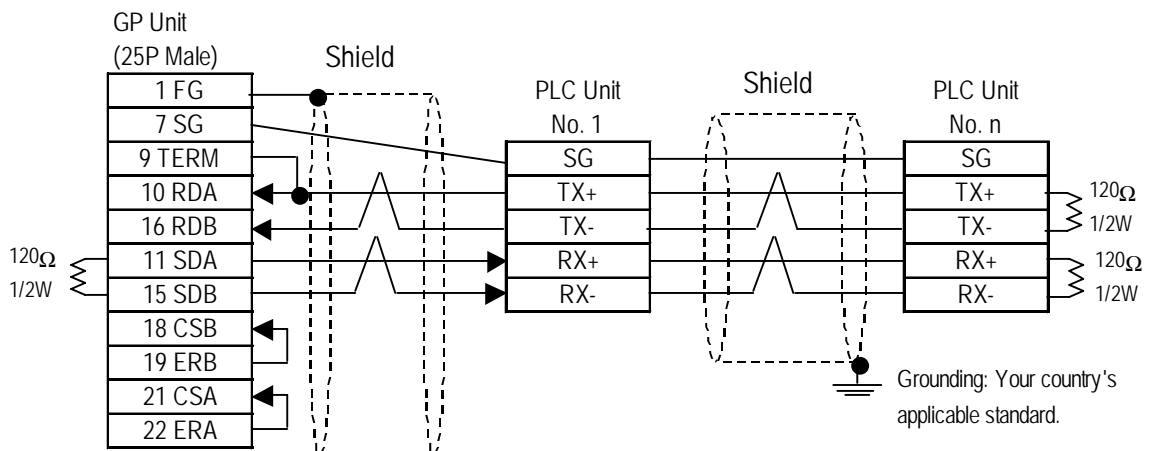 GP Unit
(25P Male)
Shield
1 FG
7 SG
9 TERM
10 RDA
16 RDB
11 SDA
15 SDB
18 CSB
19 ERB
21 CSA
22 ERA
120Ω
1/2W
PLC Unit
No. 1
SG
TX+
TX-
RX+
RX-
Shield
PLC Unit
No. n
SG
TX+
TX-
RX+
RX-
120Ω
1/2W
120Ω
1/2W
Grounding: Your country's
applicable standard.